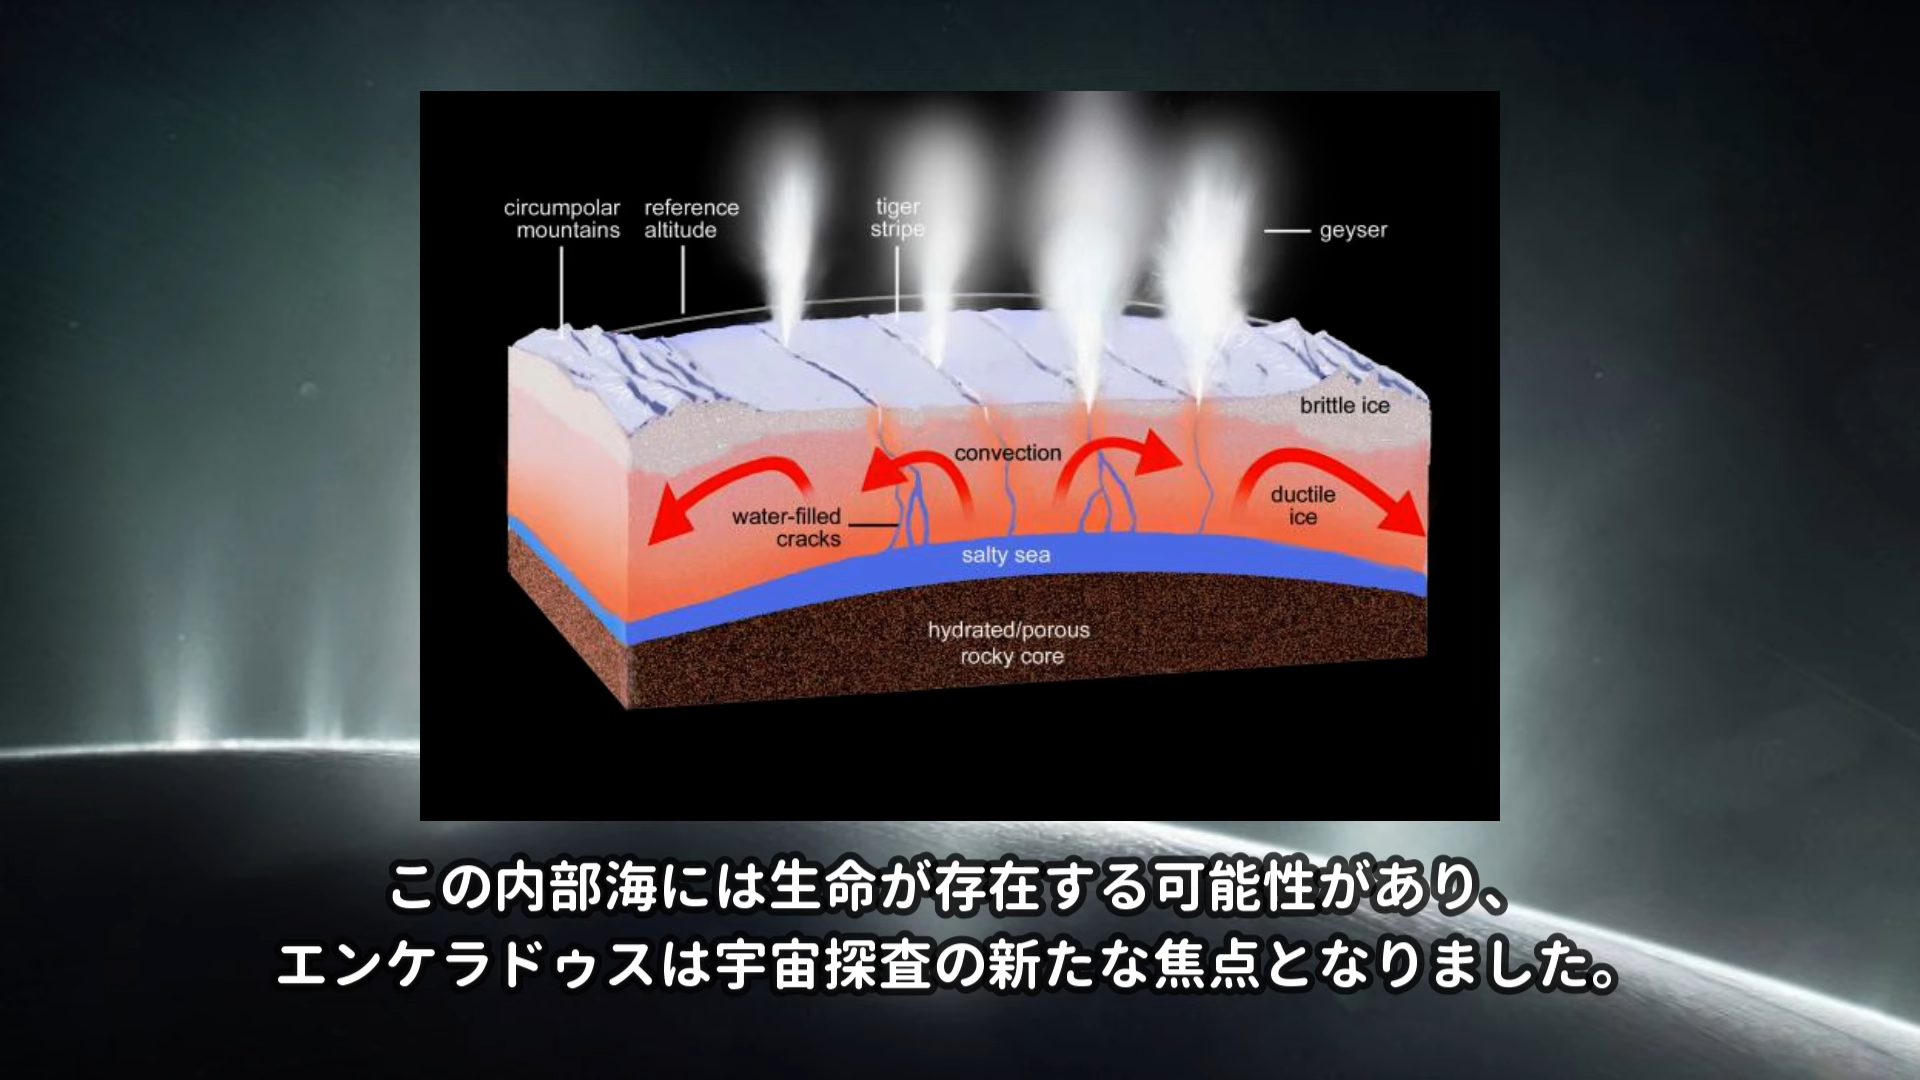 circumpolar
mountains
reference
altitude
tiger
stripe
geyser
brittle ice
convection
ductile
ice
water-filled
cracks
salty sea
hydrated/porous
rocky core
この内部海には生命が存在する可能性があり、
エンケラドゥスは宇宙探査の新たな焦点となりました。